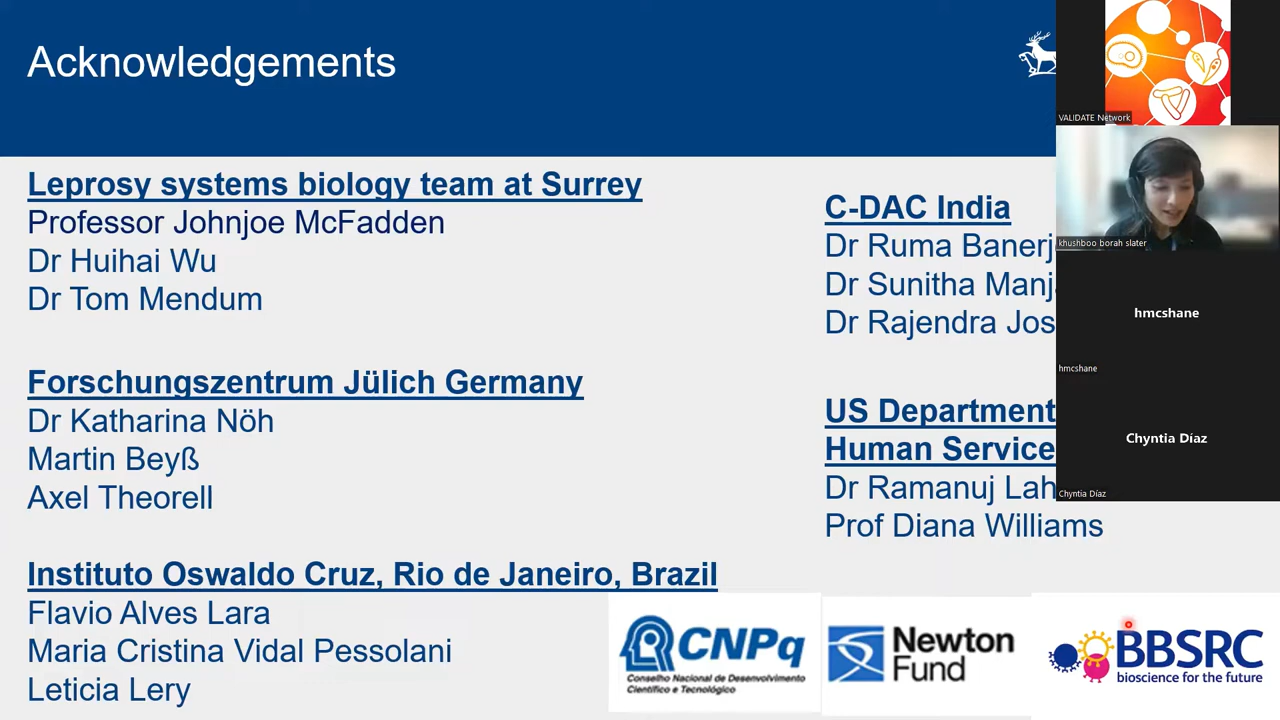 Acknowledgements
Leprosy systems biology team at Surrey
Professor Johnjoe McFadden
Dr Huihai Wu
Dr Tom Mendum
Forschungszentrum Jülich Germany
Dr Katharina Nöh
Martin Beyß
Axel Theorell
Instituto Oswaldo Cruz, Rio de Janeiro, Brazil
Flavio Alves Lara
Maria Cristina Vidal Pessolani
Leticia Lery
C-DAC India
Dr Ruma Banerj
Dr Sunitha Manj
Dr Rajendra Jos
US Department
Human Service
Dr Ramanuj Lah
Prof Diana Williams
CNPq
Conselho Nacional de Desenvolvimento
Científico e Tecnológico
Newton
Fund
BBSRC
bioscience for the future
VALIDATE Network
khushboo borah slater
hmcshane
hmcshane
Chyntia Díaz
Chyntia Díaz